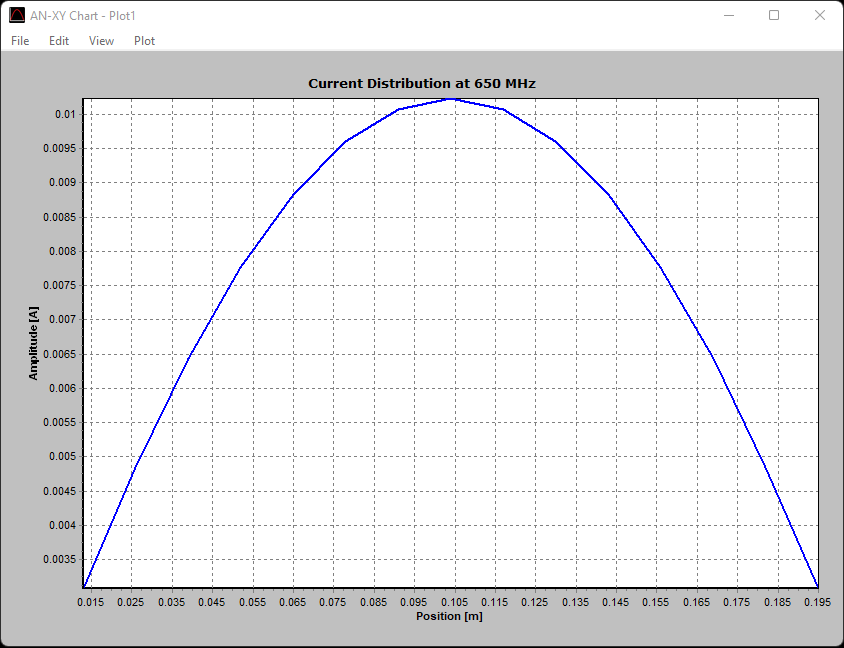 AN-XY Chart - Plot1
File Edit View Plot
Current Distribution at 650 MHz
0.01
0.0095
0.009
0.0085
0.008
0.0075
0.007
0.0065
0.006
0.0055
0.005
0.0045
0.004
0.0035
Amplitude [A]
0.015 0.025 0.035 0.045 0.055 0.065 0.075 0.085 0.095 0.105 0.115 0.125 0.135 0.145 0.155 0.165 0.175 0.185 0.195
Position [m]